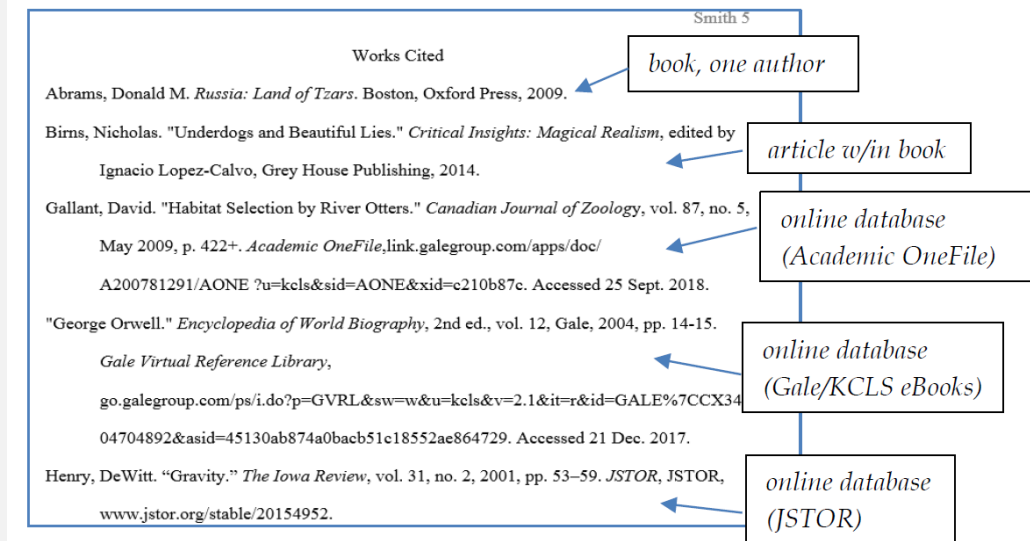 Smith 5
Works Cited
book, one author
Abrams, Donald M. Russia: Land of Tzars. Boston, Oxford Press, 2009.
Birns, Nicholas. "Underdogs and Beautiful Lies." Critical Insights: Magical Realism, edited by
Ignacio Lopez-Calvo, Grey House Publishing, 2014.
article w/in book
Gallant, David. "Habitat Selection by River Otters." Canadian Journal of Zoology, vol. 87, no. 5,
May 2009, p. 422+. Academic OneFile,link.galegroup.com/apps/doc/
A200781291/AONE ?u=kcls&sid=AONE&xid=c210b87c. Accessed 25 Sept. 2018.
online database
(Academic OneFile)
"George Orwell." Encyclopedia of World Biography, 2nd ed., vol. 12, Gale, 2004, pp. 14-15.
Gale Virtual Reference Library,
go.galegroup.com/ps/i.do?p=GVRL&sw=w&u=kcls&v=2.1&it=r&id=GALE%7CCX34
04704892&asid=45130ab874a0bacb51c18552ae864729. Accessed 21 Dec. 2017.
online database
(Gale/KCLS eBooks)
Henry, DeWitt. “Gravity.” The Iowa Review, vol. 31, no. 2, 2001, pp. 53–59. JSTOR, JSTOR,
www.jstor.org/stable/20154952.
online database
(JSTOR)